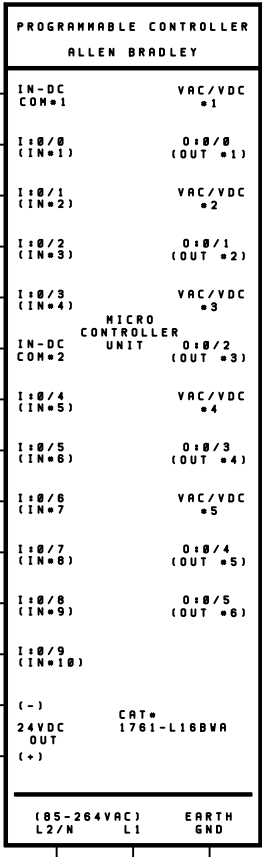 PROGRAMMABLE CONTROLLER
ALLEN BRADLEY
IN-DC VAC/VDC
COM#1 #1
I:0/0 O:0/0
(IN#1) (OUT #1)
I:0/1 VAC/VDC
(IN#2) #2
I:0/2 O:0/1
(IN#3) (OUT #2)
I:0/3 VAC/VDC
(IN#4) #3
MICRO
CONTROLLER
UNIT
IN-DC O:0/2
COM#2 (OUT #3)
I:0/4 VAC/VDC
(IN#5) #4
I:0/5 O:0/3
(IN#6) (OUT #4)
I:0/6 VAC/VDC
(IN#7 #5
I:0/7 O:0/4
(IN#8) (OUT #5)
I:0/8 O:0/5
(IN#9) (OUT #6)
I:0/9
(IN#10)
(-)
24VDC
OUT
(+)
CAT#
1761-L16BWA
(85-264VAC) EARTH
L2/N L1 GND